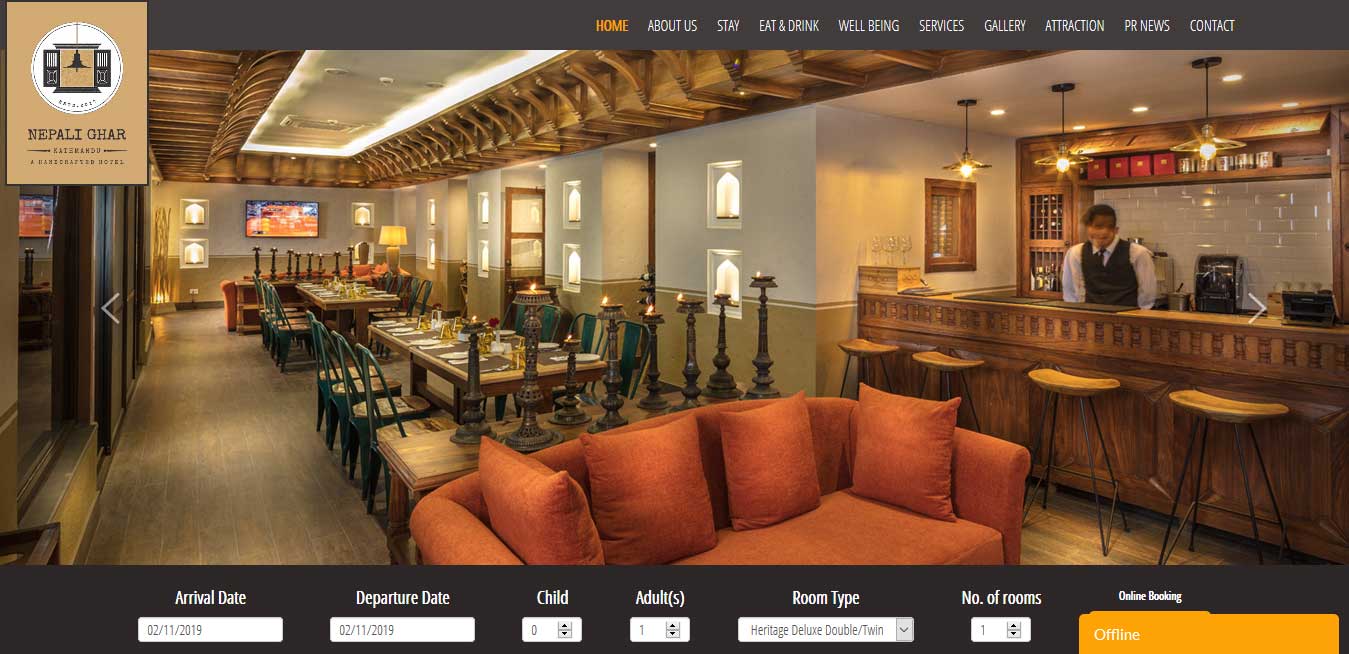 HOME ABOUT US STAY EAT & DRINK WELL BEING SERVICES GALLERY ATTRACTION PR NEWS CONTACT
ESTD.2017
NEPALI GHAR
KATHMANDU
A HANDCRAFTED HOTEL
Arrival Date Departure Date Child Adult(s) Room Type No. of rooms Online Booking
02/11/2019 02/11/2019 0 1 Heritage Deluxe Double/Twin 1
Offline